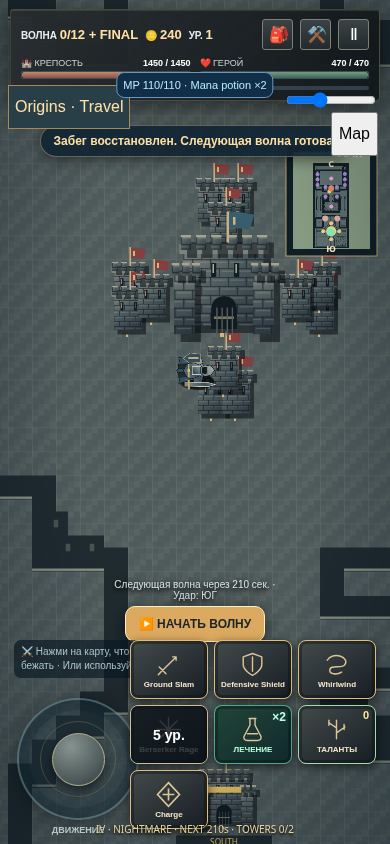 ВОЛНА 0/12 + FINAL 240 УР. 1
КРЕПОСТЬ 1450 / 1450 ГЕРОЙ 470 / 470
MP 110/110 · Mana potion ×2
Origins · Travel
Забег восстановлен. Следующая волна готова
Map
С
Ю
Следующая волна через 210 сек. ·
Удар: ЮГ
НАЧАТЬ ВОЛНУ
Нажми на карту, что
бежать · Или используй
Ground Slam
Defensive Shield
Whirlwind
5 ур.
Berserker Rage
×2
ЛЕЧЕНИЕ
0
ТАЛАНТЫ
Charge
ДВИЖЕНИЕ
· NIGHTMARE · NEXT 210s · TOWERS 0/2
SOUTH